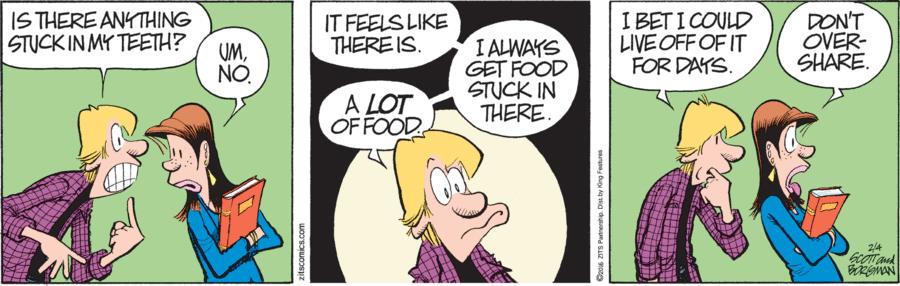 IS THERE ANYTHING
STUCK IN MY TEETH?
UM,
NO.
zitscomics.com
IT FEELS LIKE
THERE IS.
I ALWAYS
GET FOOD
STUCK IN
THERE.
A LOT
OF FOOD.
©2016 ZITS Partnership. Dist. by King Features
I BET I COULD
LIVE OFF OF IT
FOR DAYS.
DON'T
OVER-
SHARE.
2/4
SCOTT and
BORGMAN